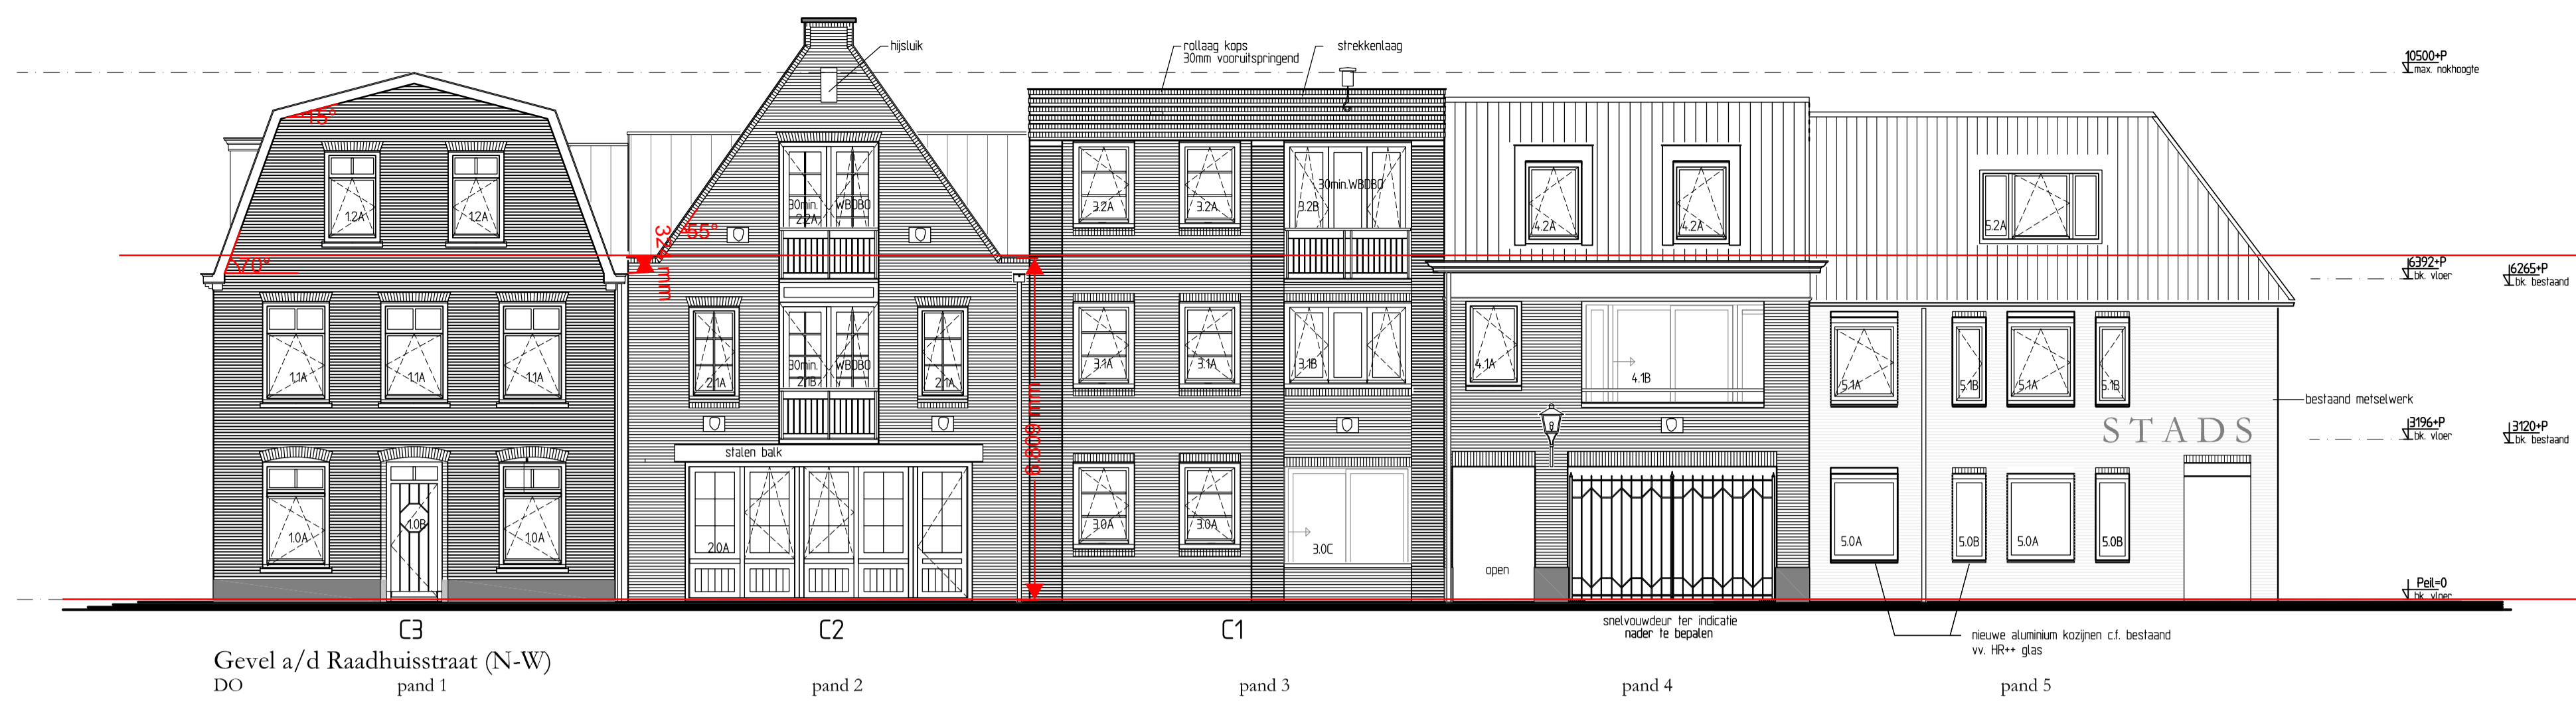 hijsluik
rollaag kops
30mm vooruitspringend
strekkenlaag
10500+P
max. nokhoogte
15°
1.2A
1.2A
30min. WBDBO
2.2A
3.2A
3.2A
3.2B
30min.WBDBO
4.2A
4.2A
5.2A
55°
70°
6392+P
bk. vloer
6265+P
bk. bestaand
1.1A
1.1A
1.1A
2.1A
30min. WBDBO
2.1B
2.1A
3.1A
3.1A
3.1B
4.1A
4.1B
5.1A
5.1B
5.1A
5.1B
bestaand metselwerk
STADS
3196+P
bk. vloer
3120+P
bk. bestaand
stalen balk
1.0A
1.0B
1.0A
2.0A
3.0A
3.0A
3.0C
open
5.0A
5.0B
5.0A
5.0B
Peil=0
bk. vloer
C3
C2
C1
snelvouwdeur ter indicatie
nader te bepalen
nieuwe aluminium kozijnen c.f. bestaand
vv. HR++ glas
Gevel a/d Raadhuisstraat (N-W)
DO
pand 1
pand 2
pand 3
pand 4
pand 5